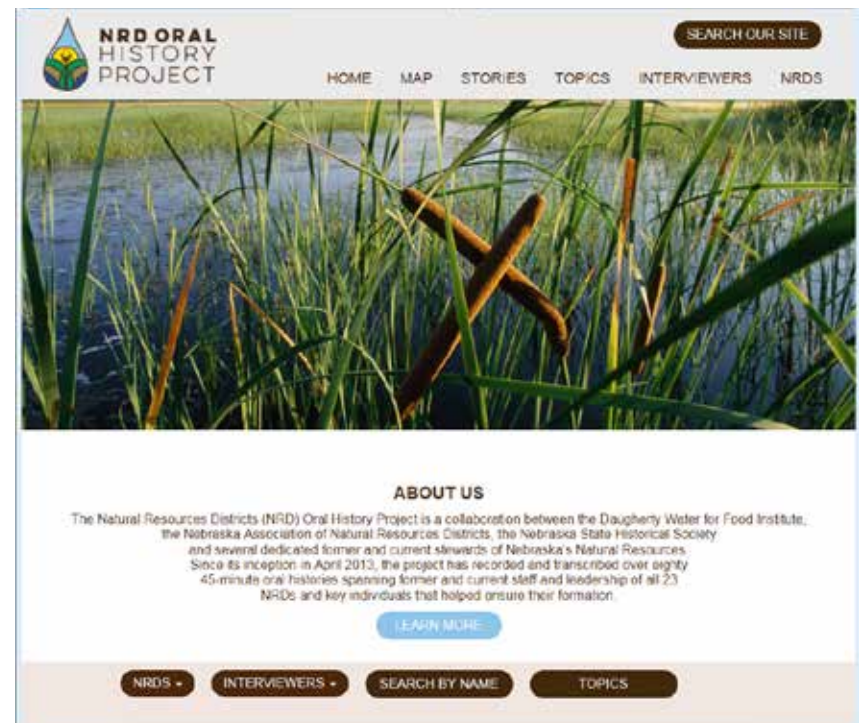 NRD ORAL
HISTORY
PROJECT
SEARCH OUR SITE
HOME MAP STORIES TOPICS INTERVIEWERS NRDS
ABOUT US
The Natural Resources Districts (NRD) Oral History Project is a collaboration between the Daugherty Water for Food Institute,
the Nebraska Association of Natural Resources Districts, the Nebraska State Historical Society
and several dedicated former and current stewards of Nebraska's Natural Resources.
Since its inception in April 2013, the project has recorded and transcribed over eighty
45-minute oral histories spanning former and current staff and leadership of all 23
NRDs and key individuals that helped ensure their formation.
LEARN MORE
NRDS INTERVIEWERS SEARCH BY NAME TOPICS